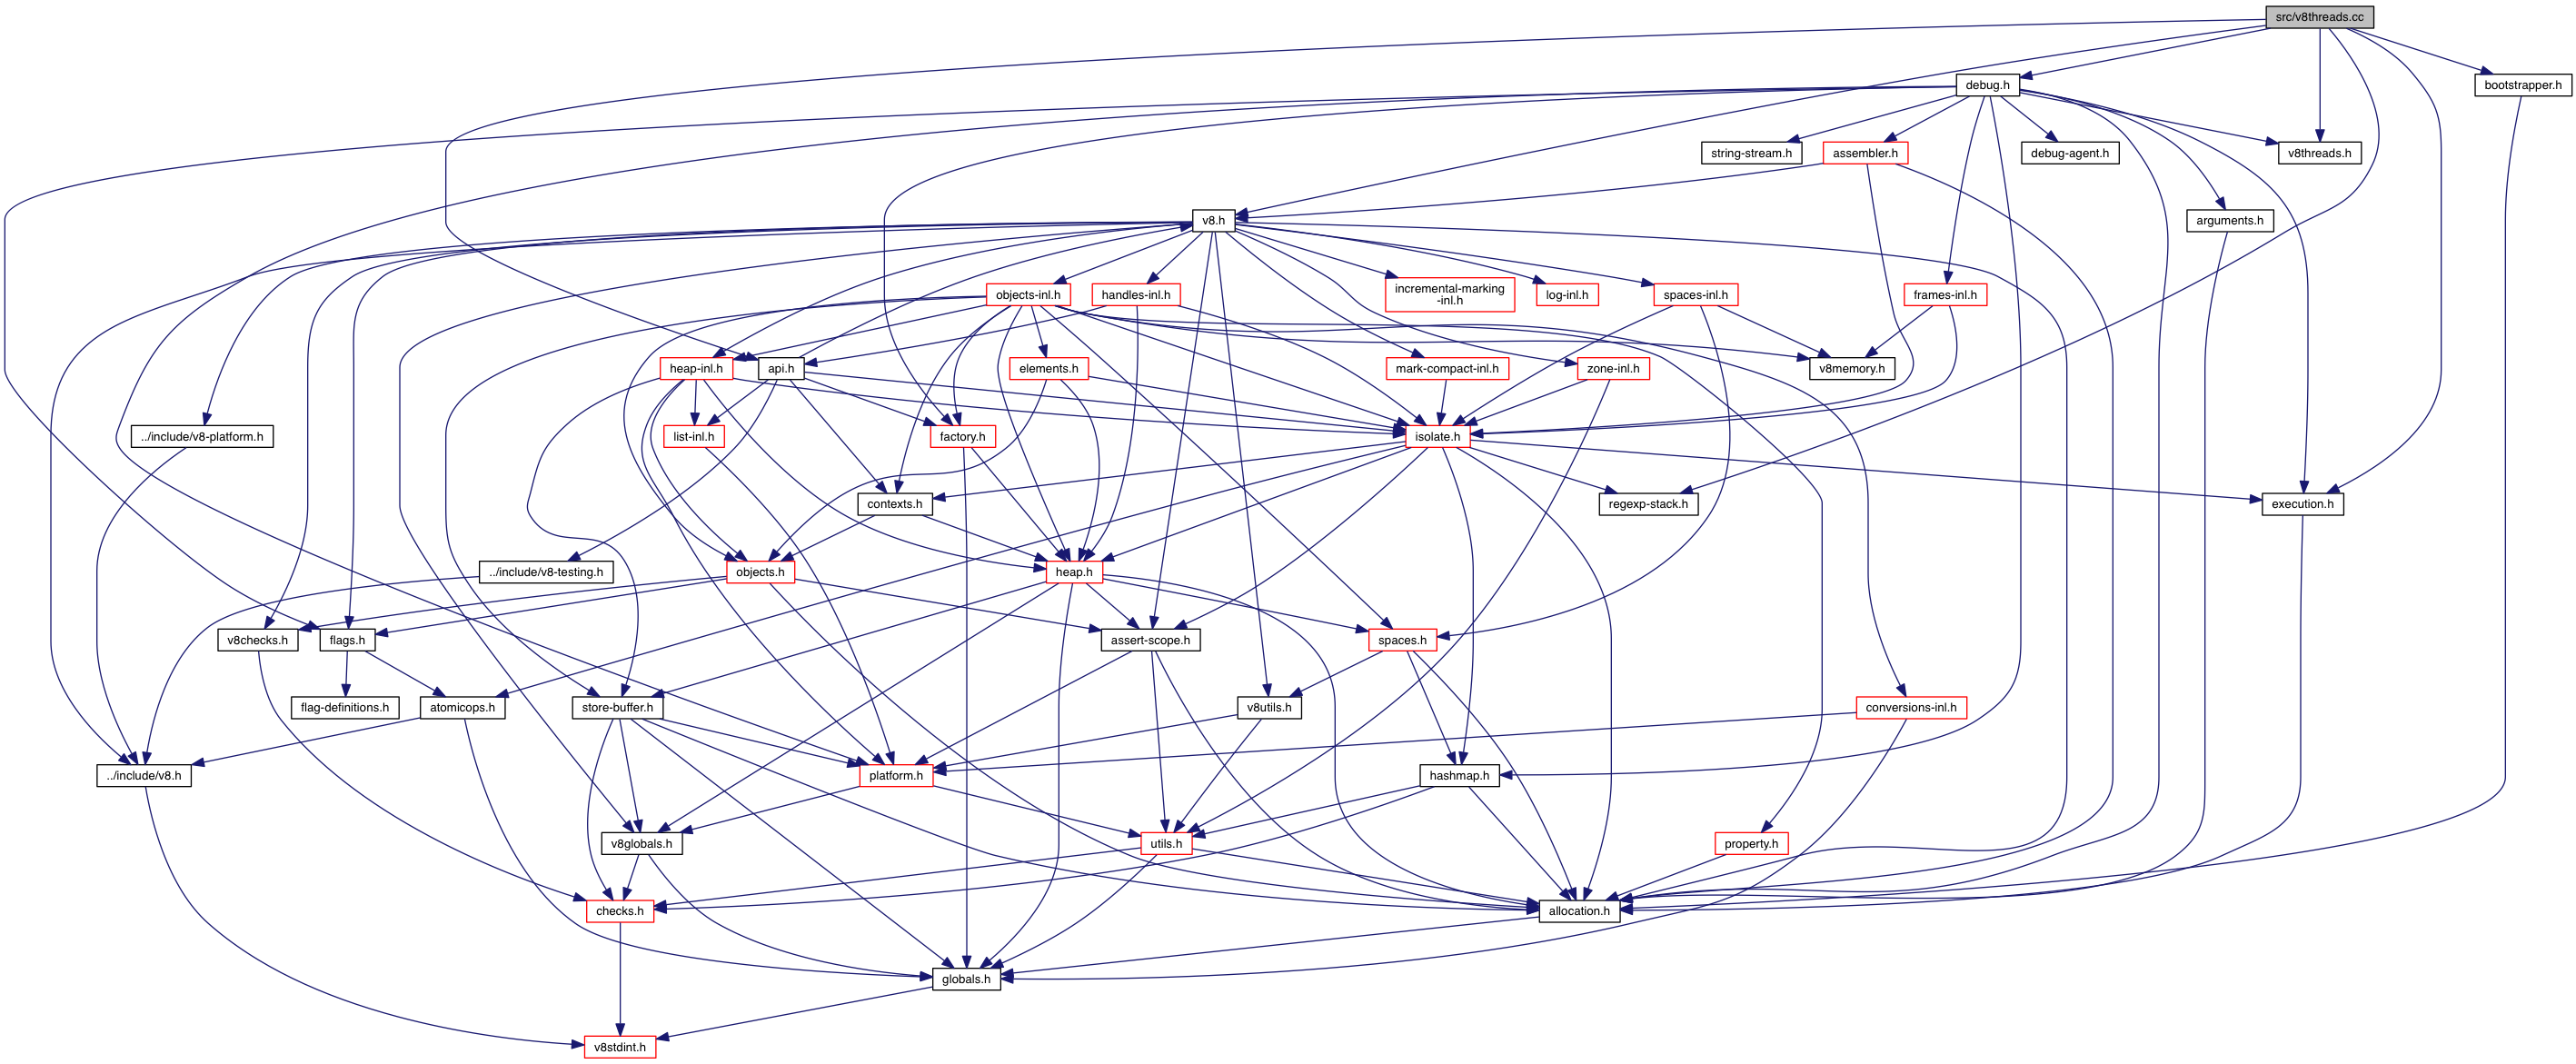 src/v8threads.cc
debug.h
bootstrapper.h
string-stream.h
assembler.h
debug-agent.h
v8threads.h
v8.h
arguments.h
objects-inl.h
handles-inl.h
incremental-marking
-inl.h
log-inl.h
spaces-inl.h
frames-inl.h
heap-inl.h
api.h
elements.h
mark-compact-inl.h
zone-inl.h
v8memory.h
../include/v8-platform.h
list-inl.h
factory.h
isolate.h
contexts.h
regexp-stack.h
execution.h
../include/v8-testing.h
objects.h
heap.h
v8checks.h
flags.h
assert-scope.h
spaces.h
flag-definitions.h
atomicops.h
store-buffer.h
v8utils.h
conversions-inl.h
../include/v8.h
platform.h
hashmap.h
v8globals.h
utils.h
property.h
checks.h
allocation.h
globals.h
v8stdint.h